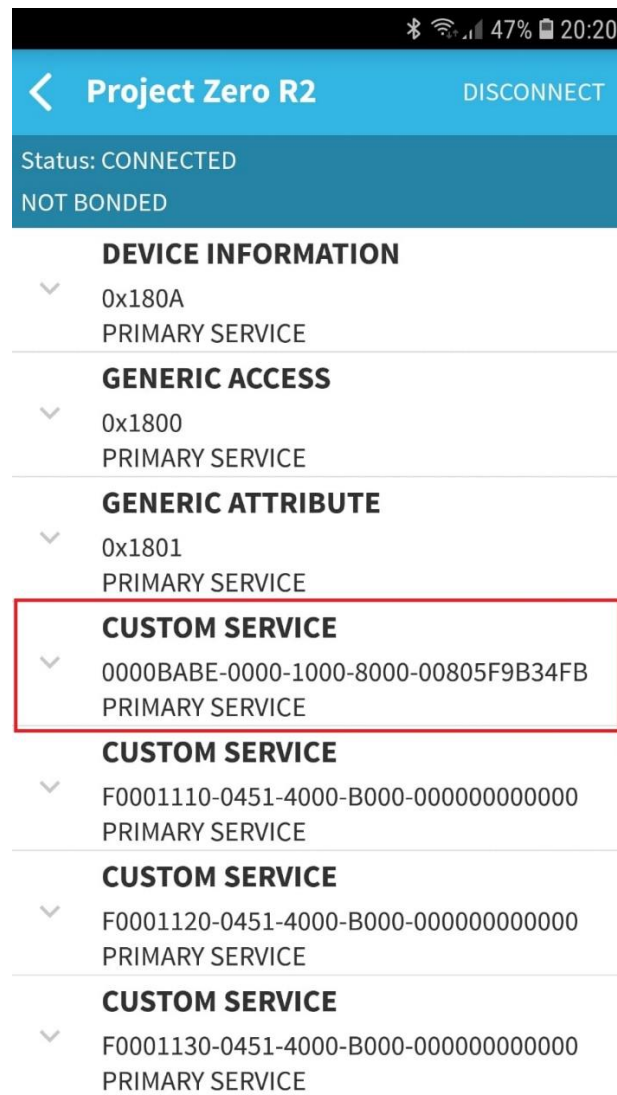 47% 20:20
Project Zero R2 DISCONNECT
Status: CONNECTED
NOT BONDED
DEVICE INFORMATION
0x180A
PRIMARY SERVICE
GENERIC ACCESS
0x1800
PRIMARY SERVICE
GENERIC ATTRIBUTE
0x1801
PRIMARY SERVICE
CUSTOM SERVICE
0000BABE-0000-1000-8000-00805F9B34FB
PRIMARY SERVICE
CUSTOM SERVICE
F0001110-0451-4000-B000-000000000000
PRIMARY SERVICE
CUSTOM SERVICE
F0001120-0451-4000-B000-000000000000
PRIMARY SERVICE
CUSTOM SERVICE
F0001130-0451-4000-B000-000000000000
PRIMARY SERVICE